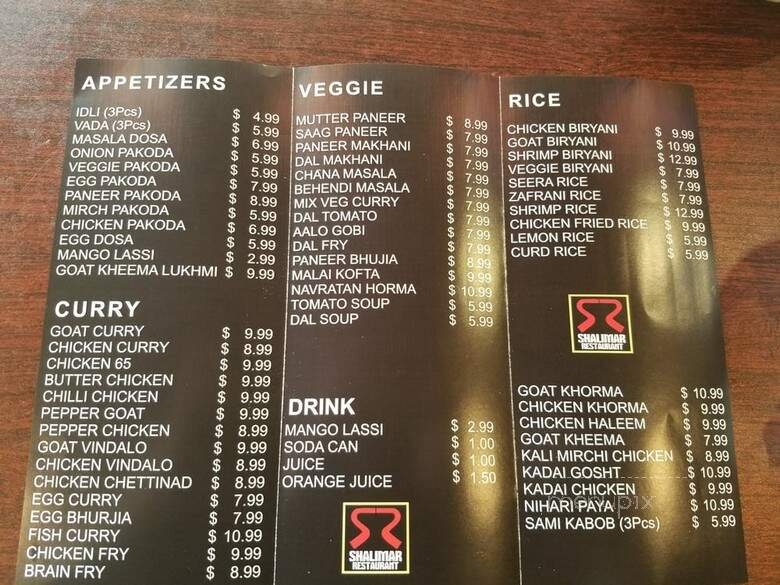 APPETIZERS
IDLI (3Pcs) $ 4.99
VADA (3Pcs) $ 5.99
MASALA DOSA $ 6.99
ONION PAKODA $ 5.99
VEGGIE PAKODA $ 5.99
EGG PAKODA $ 7.99
PANEER PAKODA $ 8.99
MIRCH PAKODA $ 5.99
CHICKEN PAKODA $ 6.99
EGG DOSA $ 5.99
MANGO LASSI $ 2.99
GOAT KHEEMA LUKHMI $ 9.99
CURRY
GOAT CURRY $ 9.99
CHICKEN CURRY $ 8.99
CHICKEN 65 $ 9.99
BUTTER CHICKEN $ 9.99
CHILLI CHICKEN $ 9.99
PEPPER GOAT $ 9.99
PEPPER CHICKEN $ 8.99
GOAT VINDALO $ 9.99
CHICKEN VINDALO $ 8.99
CHICKEN CHETTINAD $ 8.99
EGG CURRY $ 7.99
EGG BHURJIA $ 7.99
FISH CURRY $ 10.99
CHICKEN FRY $ 9.99
BRAIN FRY $ 8.99
VEGGIE
MUTTER PANEER $ 8.99
SAAG PANEER $ 7.99
PANEER MAKHANI $ 7.99
DAL MAKHANI $ 7.99
CHANA MASALA $ 7.99
BEHENDI MASALA $ 7.99
MIX VEG CURRY $ 7.99
DAL TOMATO $ 7.99
AALO GOBI $ 7.99
DAL FRY $ 7.99
PANEER BHUJIA $ 8.99
MALAI KOFTA $ 9.99
NAVRATAN HORMA $ 10.99
TOMATO SOUP $ 5.99
DAL SOUP $ 5.99
DRINK
MANGO LASSI $ 2.99
SODA CAN $ 1.00
JUICE $ 1.00
ORANGE JUICE $ 1.50
SHALIMAR
RESTAURANT
RICE
CHICKEN BIRYANI $ 9.99
GOAT BIRYANI $ 10.99
SHRIMP BIRYANI $ 12.99
VEGGIE BIRYANI $ 7.99
SEERA RICE $ 7.99
ZAFRANI RICE $ 7.99
SHRIMP RICE $ 12.99
CHICKEN FRIED RICE $ 9.99
LEMON RICE $ 5.99
CURD RICE $ 5.99
SHALIMAR
RESTAURANT
GOAT KHORMA $ 10.99
CHICKEN KHORMA $ 9.99
CHICKEN HALEEM $ 9.99
GOAT KHEEMA $ 7.99
KALI MIRCHI CHICKEN $ 8.99
KADAI GOSHT $ 10.99
KADAI CHICKEN $ 9.99
menupix
NIHARI PAYA $ 10.99
SAMI KABOB (3Pcs) $ 5.99